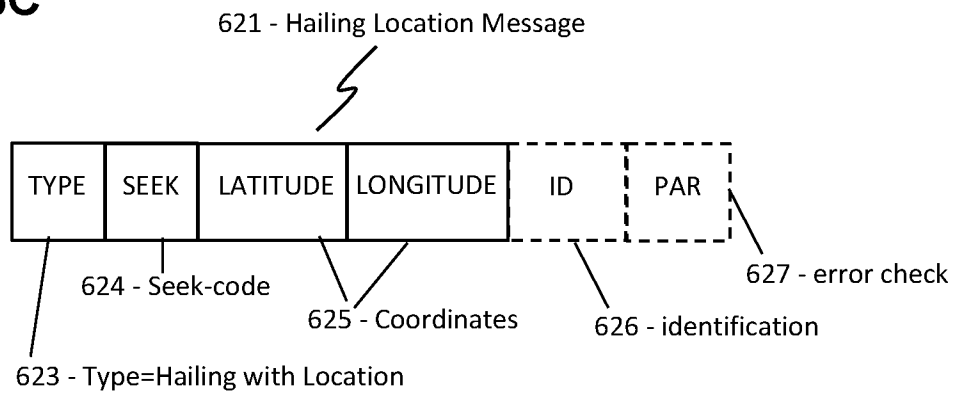 621 - Hailing Location Message
TYPE SEEK LATITUDE LONGITUDE ID PAR
627 - error check
624 - Seek-code
625 - Coordinates
626 - identification
623 - Type=Hailing with Location